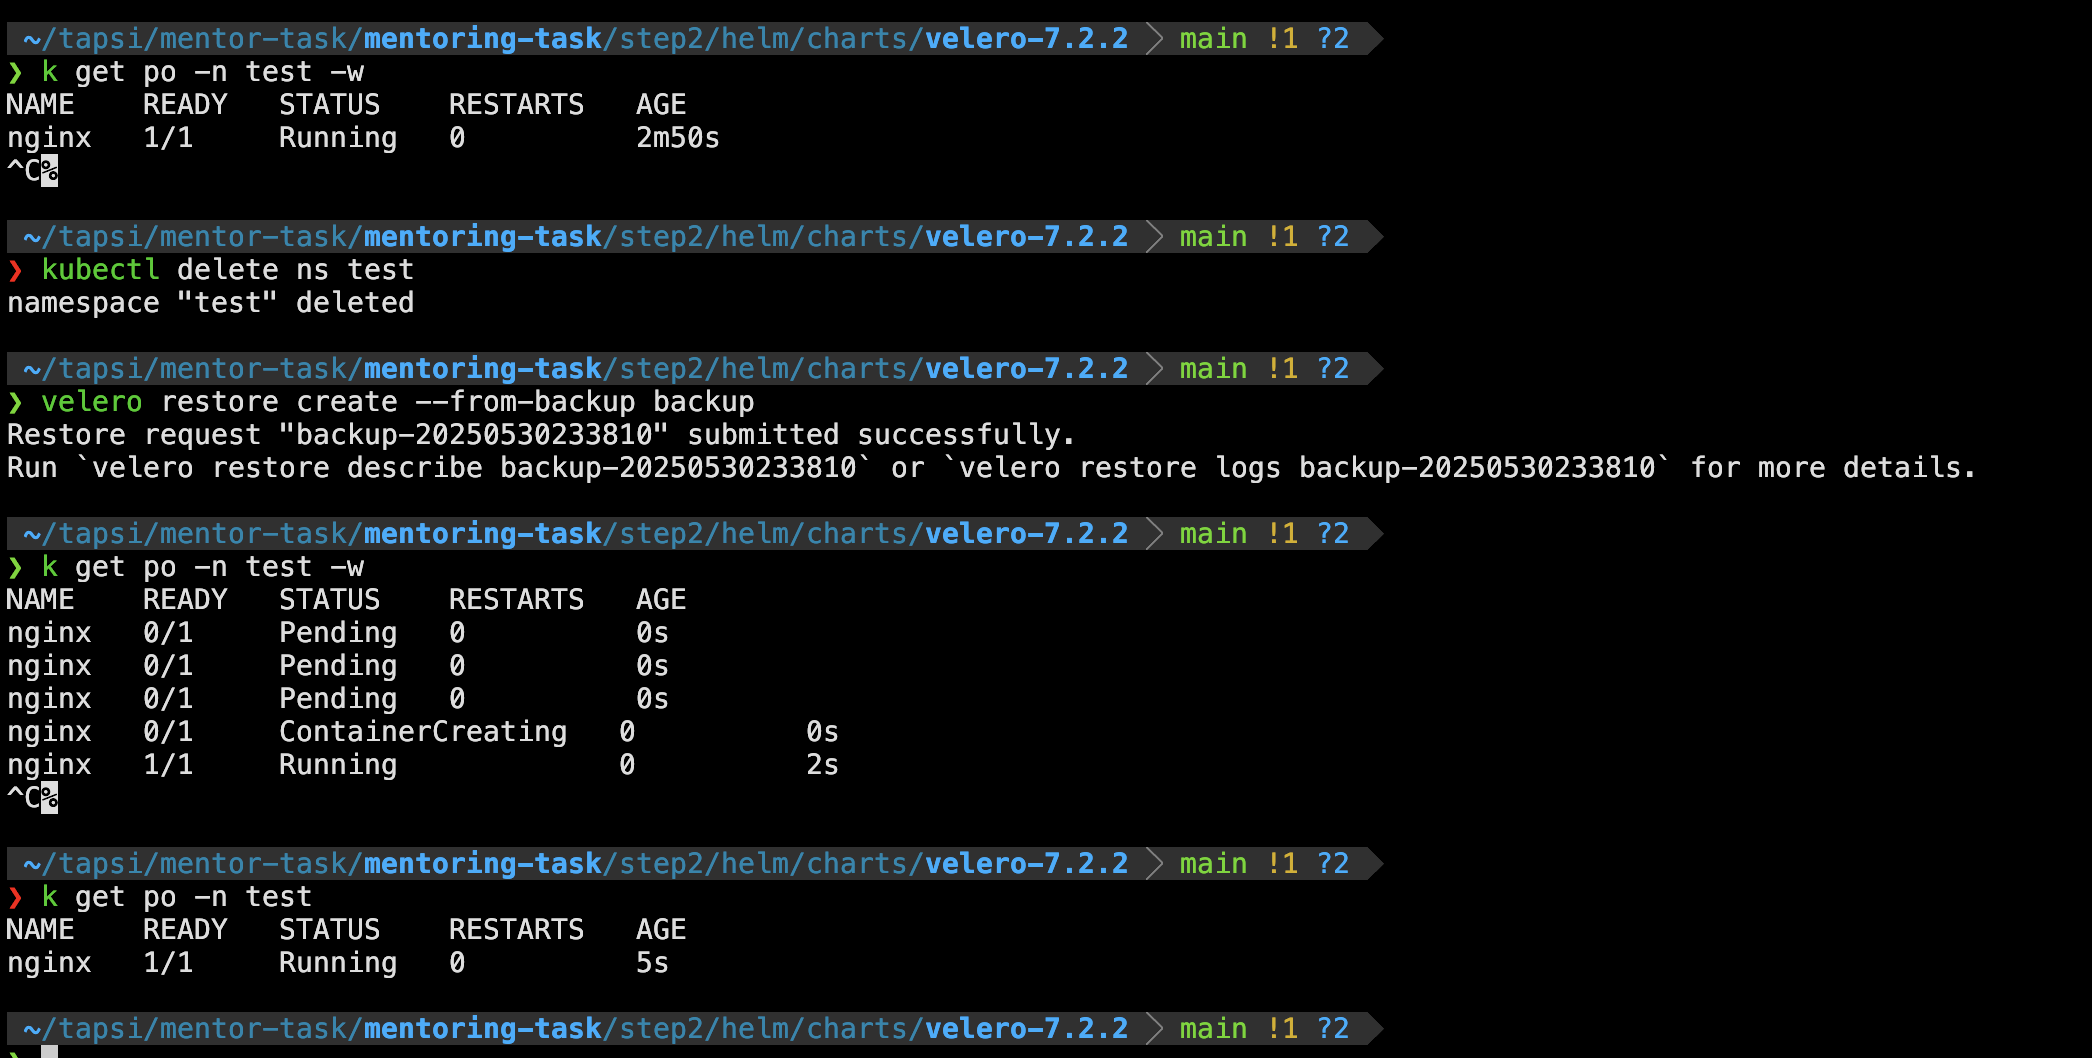 ~/tapsi/mentor-task/mentoring-task/step2/helm/charts/velero-7.2.2 main !1 ?2
❯ k get po -n test -w
NAME    READY   STATUS    RESTARTS   AGE
nginx   1/1     Running   0          2m50s
^C%
~/tapsi/mentor-task/mentoring-task/step2/helm/charts/velero-7.2.2 main !1 ?2
❯ kubectl delete ns test
namespace "test" deleted
~/tapsi/mentor-task/mentoring-task/step2/helm/charts/velero-7.2.2 main !1 ?2
❯ velero restore create --from-backup backup
Restore request "backup-20250530233810" submitted successfully.
Run `velero restore describe backup-20250530233810` or `velero restore logs backup-20250530233810` for more details.
~/tapsi/mentor-task/mentoring-task/step2/helm/charts/velero-7.2.2 main !1 ?2
❯ k get po -n test -w
NAME    READY   STATUS    RESTARTS   AGE
nginx   0/1     Pending   0          0s
nginx   0/1     Pending   0          0s
nginx   0/1     Pending   0          0s
nginx   0/1     ContainerCreating   0          0s
nginx   1/1     Running             0          2s
^C%
~/tapsi/mentor-task/mentoring-task/step2/helm/charts/velero-7.2.2 main !1 ?2
❯ k get po -n test
NAME    READY   STATUS    RESTARTS   AGE
nginx   1/1     Running   0          5s
~/tapsi/mentor-task/mentoring-task/step2/helm/charts/velero-7.2.2 main !1 ?2
❯